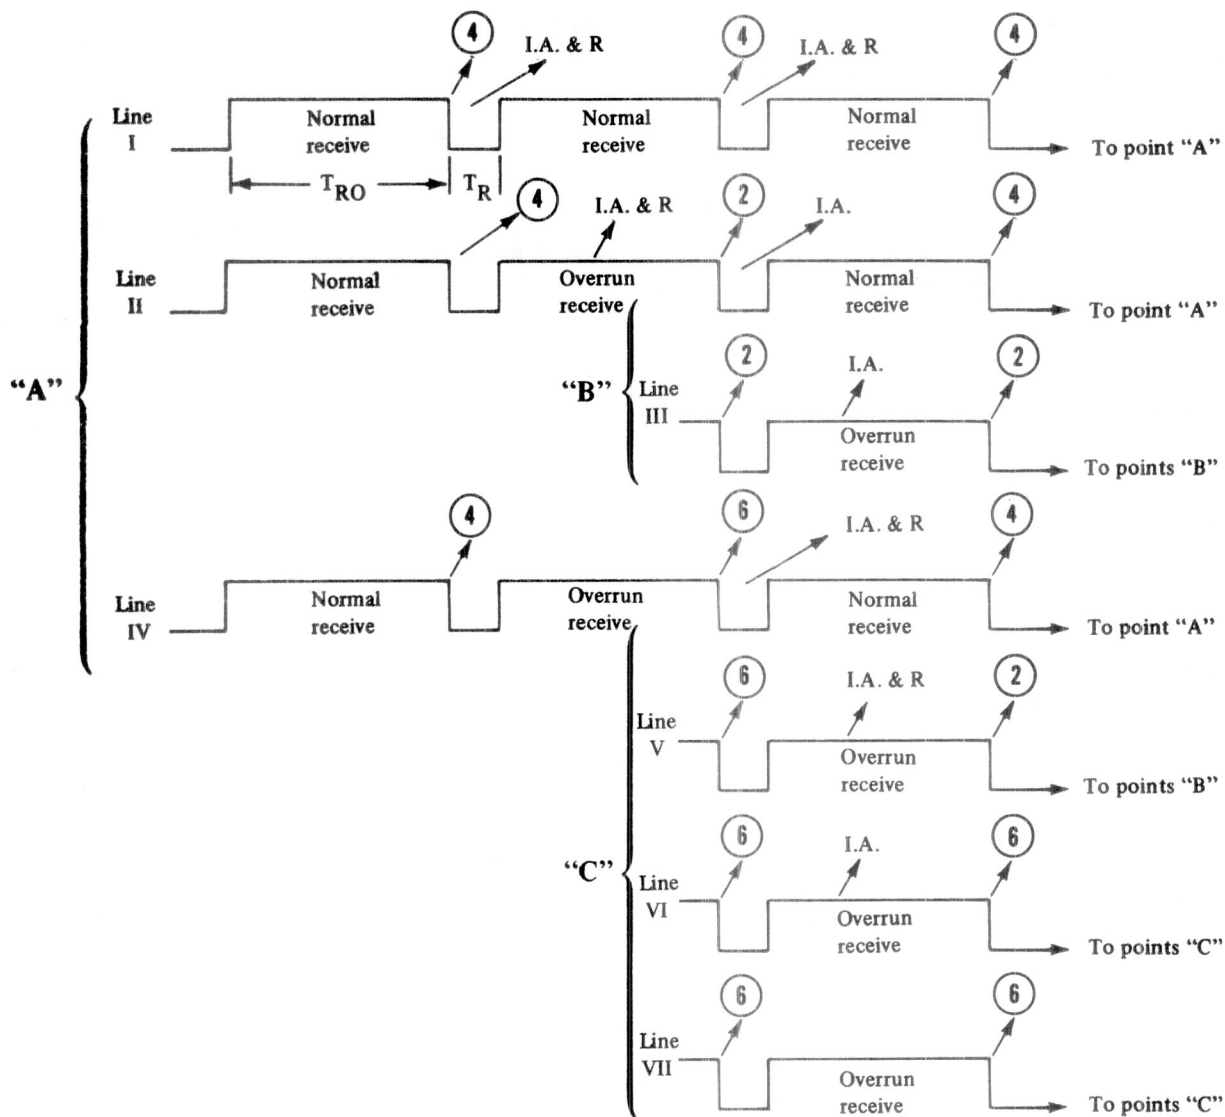 4 I.A. & R 4 I.A. & R 4
Line I Normal receive Normal receive Normal receive To point “A”
T_RO T_R
4 I.A. & R 2 I.A. 4
Line II Normal receive Overrun receive Normal receive To point “A”
“A”
“B”
2 I.A. 2
Line III Overrun receive To points “B”
4 6 I.A. & R 4
Line IV Normal receive Overrun receive Normal receive To point “A”
6 I.A. & R 2
Line V Overrun receive To points “B”
“C”
6 I.A. 6
Line VI Overrun receive To points “C”
6 6
Line VII Overrun receive To points “C”